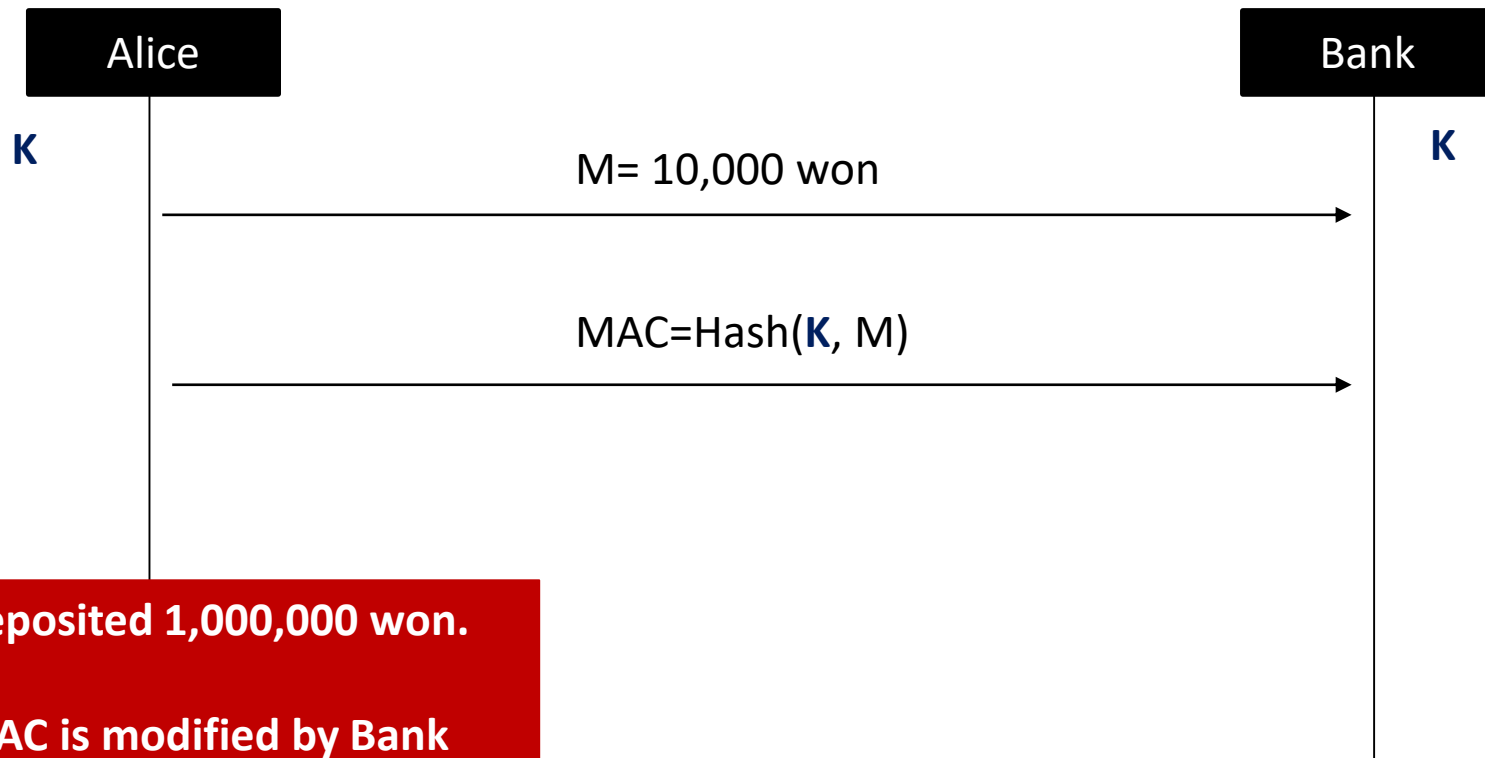 Alice
Bank
K
K
M= 10,000 won
MAC=Hash(K, M)
eposited 1,000,000 won.
AC is modified by Bank